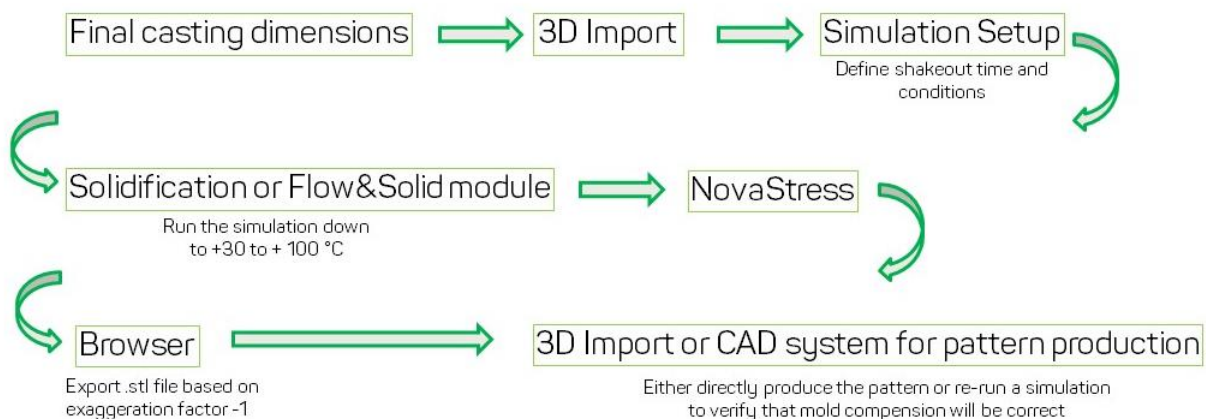 Final casting dimensions
3D Import
Simulation Setup
Define shakeout time and
conditions
Solidification or Flow&Solid module
NovaStress
Run the simulation down
to +30 to + 100 °C
Browser
3D Import or CAD system for pattern production
Export .stl file based on
exaggeration factor -1
Either directly produce the pattern or re-run a simulation
to verify that mold compension will be correct